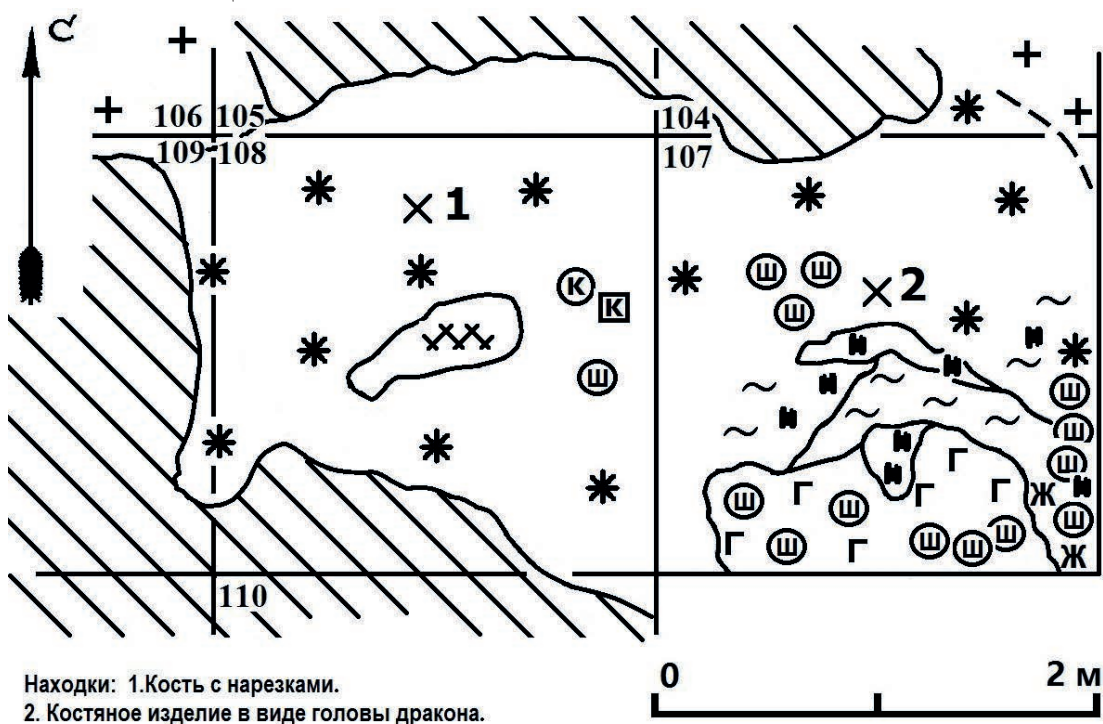 106 105 104
109 108 107
1
Ш Ш
К 2
К Ш
Ш Ш
Ш
Г Ш
Г Г Г Ж
Ш Ш Ш
Г Ш Г Ш Ш Ш Ж
110
0 2 м
Находки: 1.Кость с нарезками.
2. Костяное изделие в виде головы дракона.